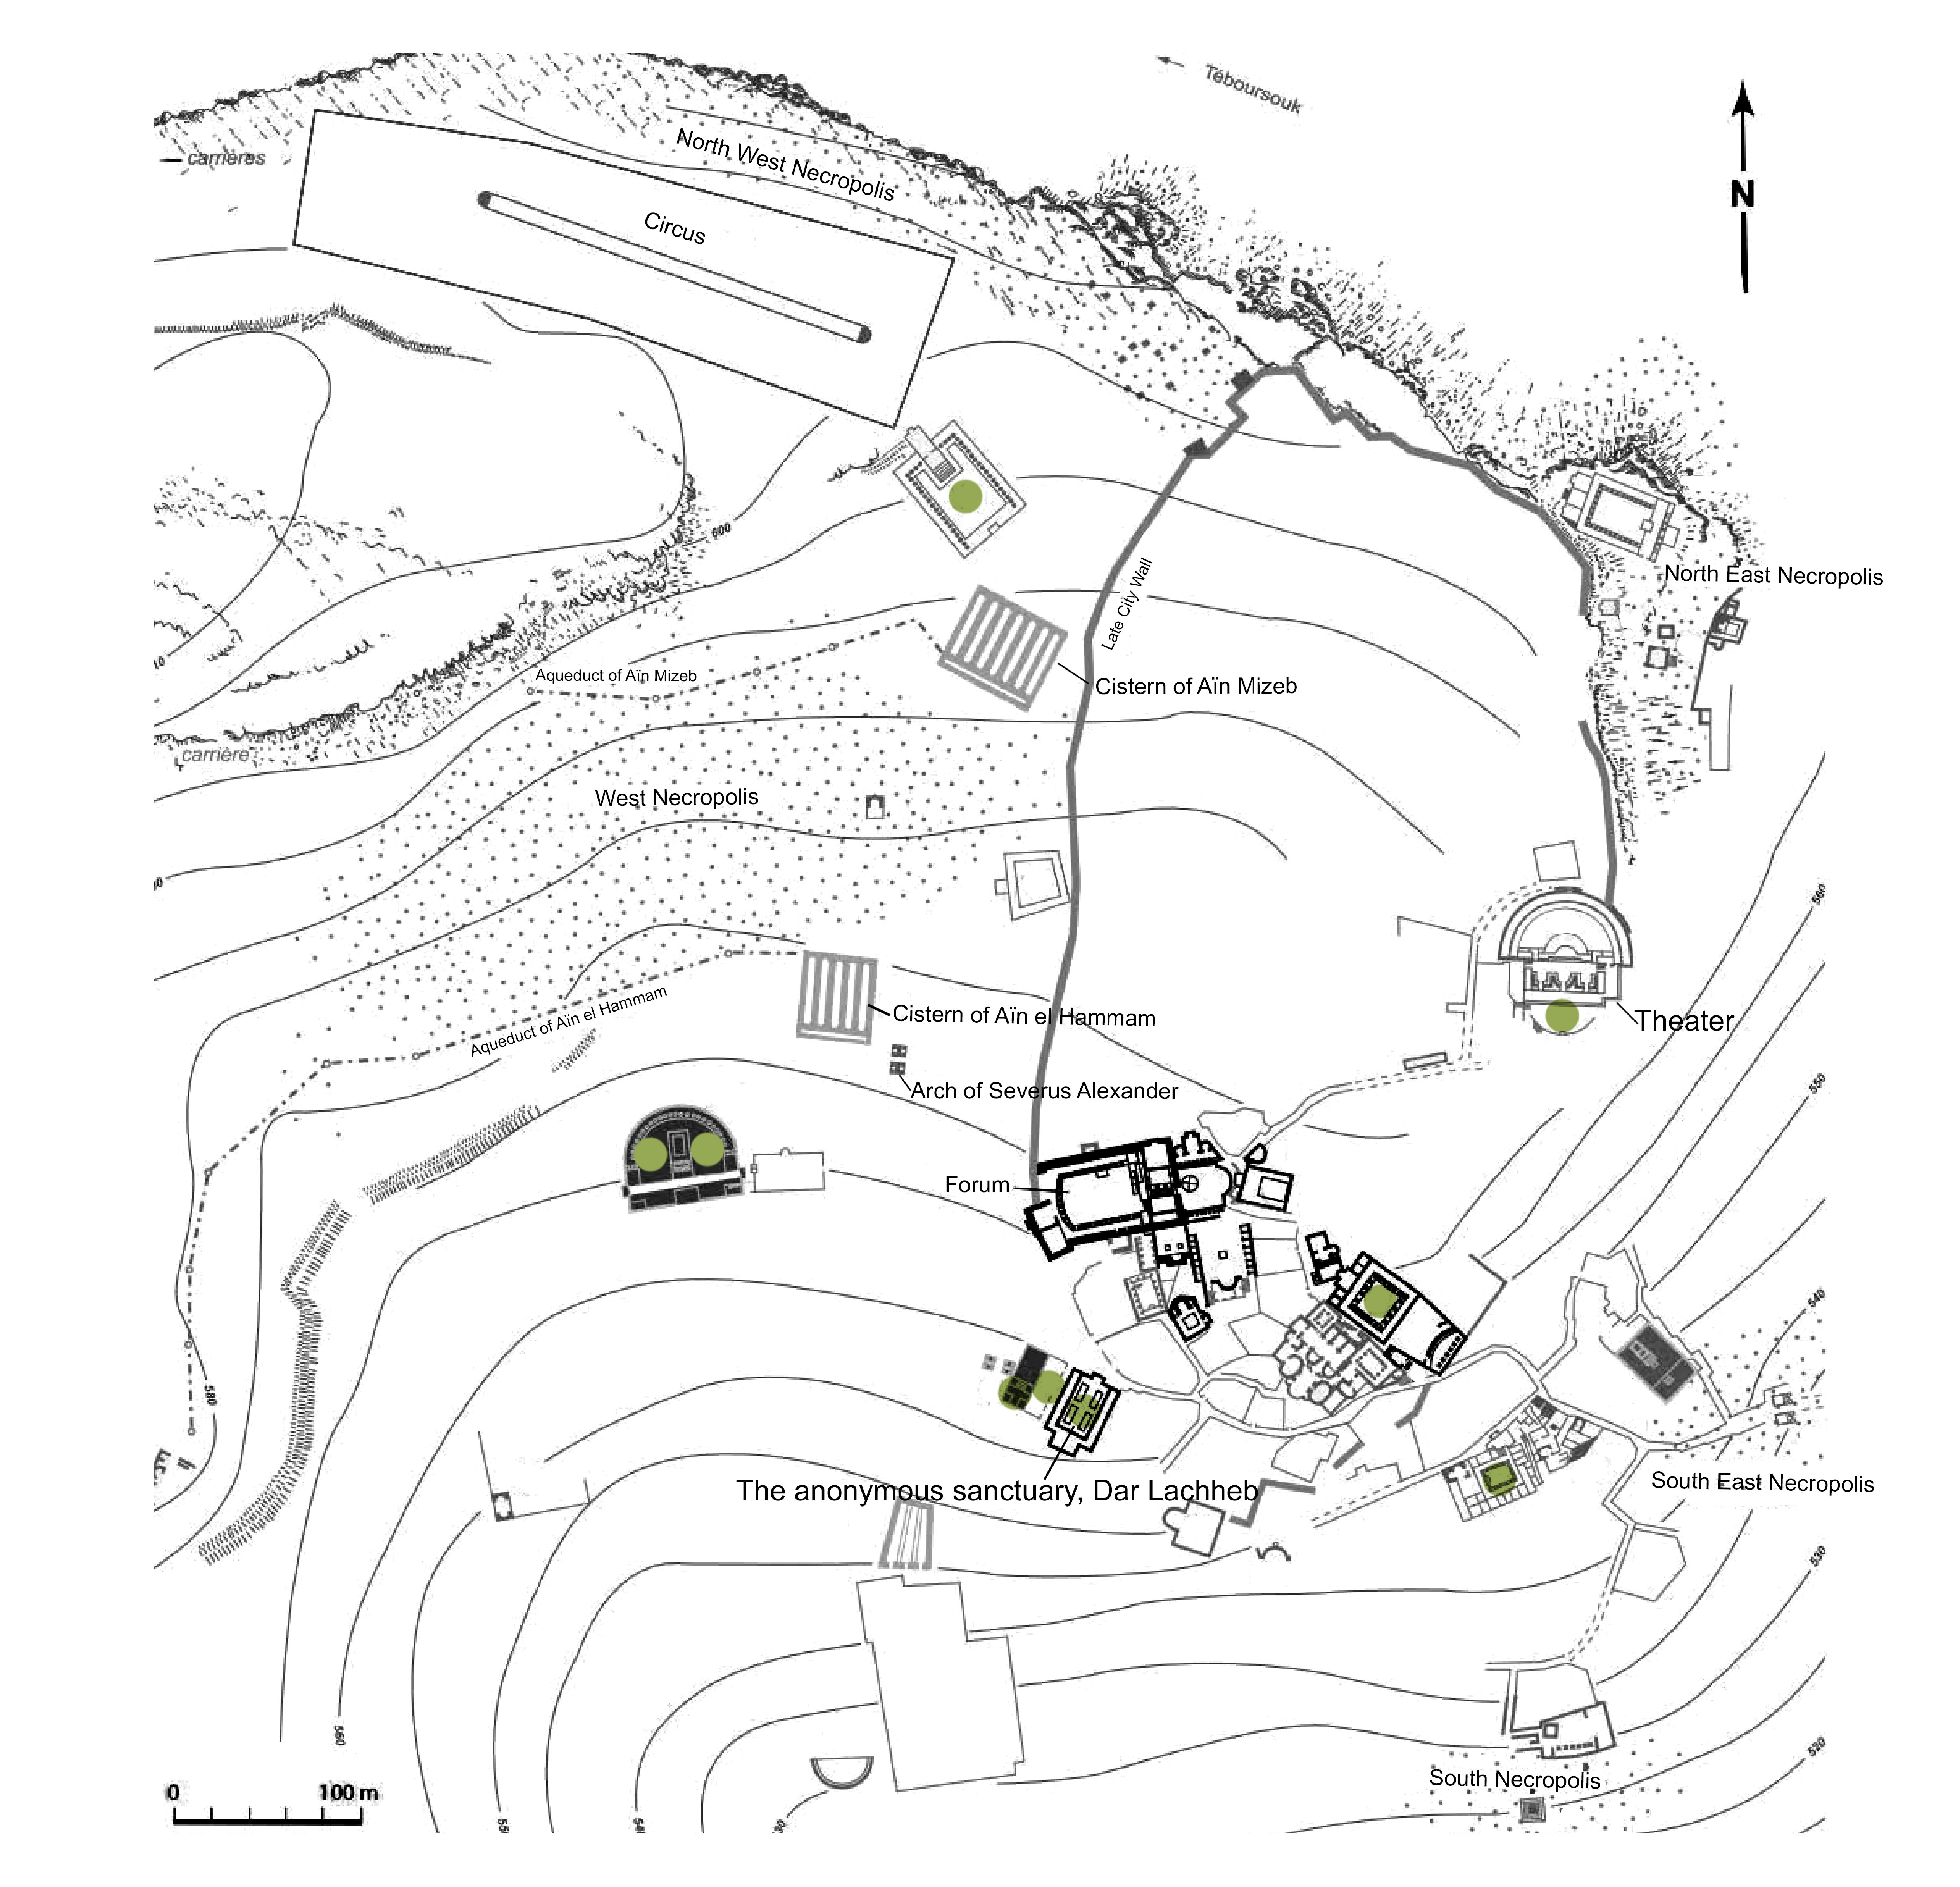 Téboursouk
carrières
North West Necropolis
Circus
N
600
North East Necropolis
Late City Wall
Aqueduct of Aïn Mizeb
Cistern of Aïn Mizeb
carrière
West Necropolis
560
Aqueduct of Aïn el Hammam
Cistern of Aïn el Hammam
Theater
Arch of Severus Alexander
550
Forum
540
580
The anonymous sanctuary, Dar Lachheb
South East Necropolis
530
560
520
South Necropolis
0 100 m